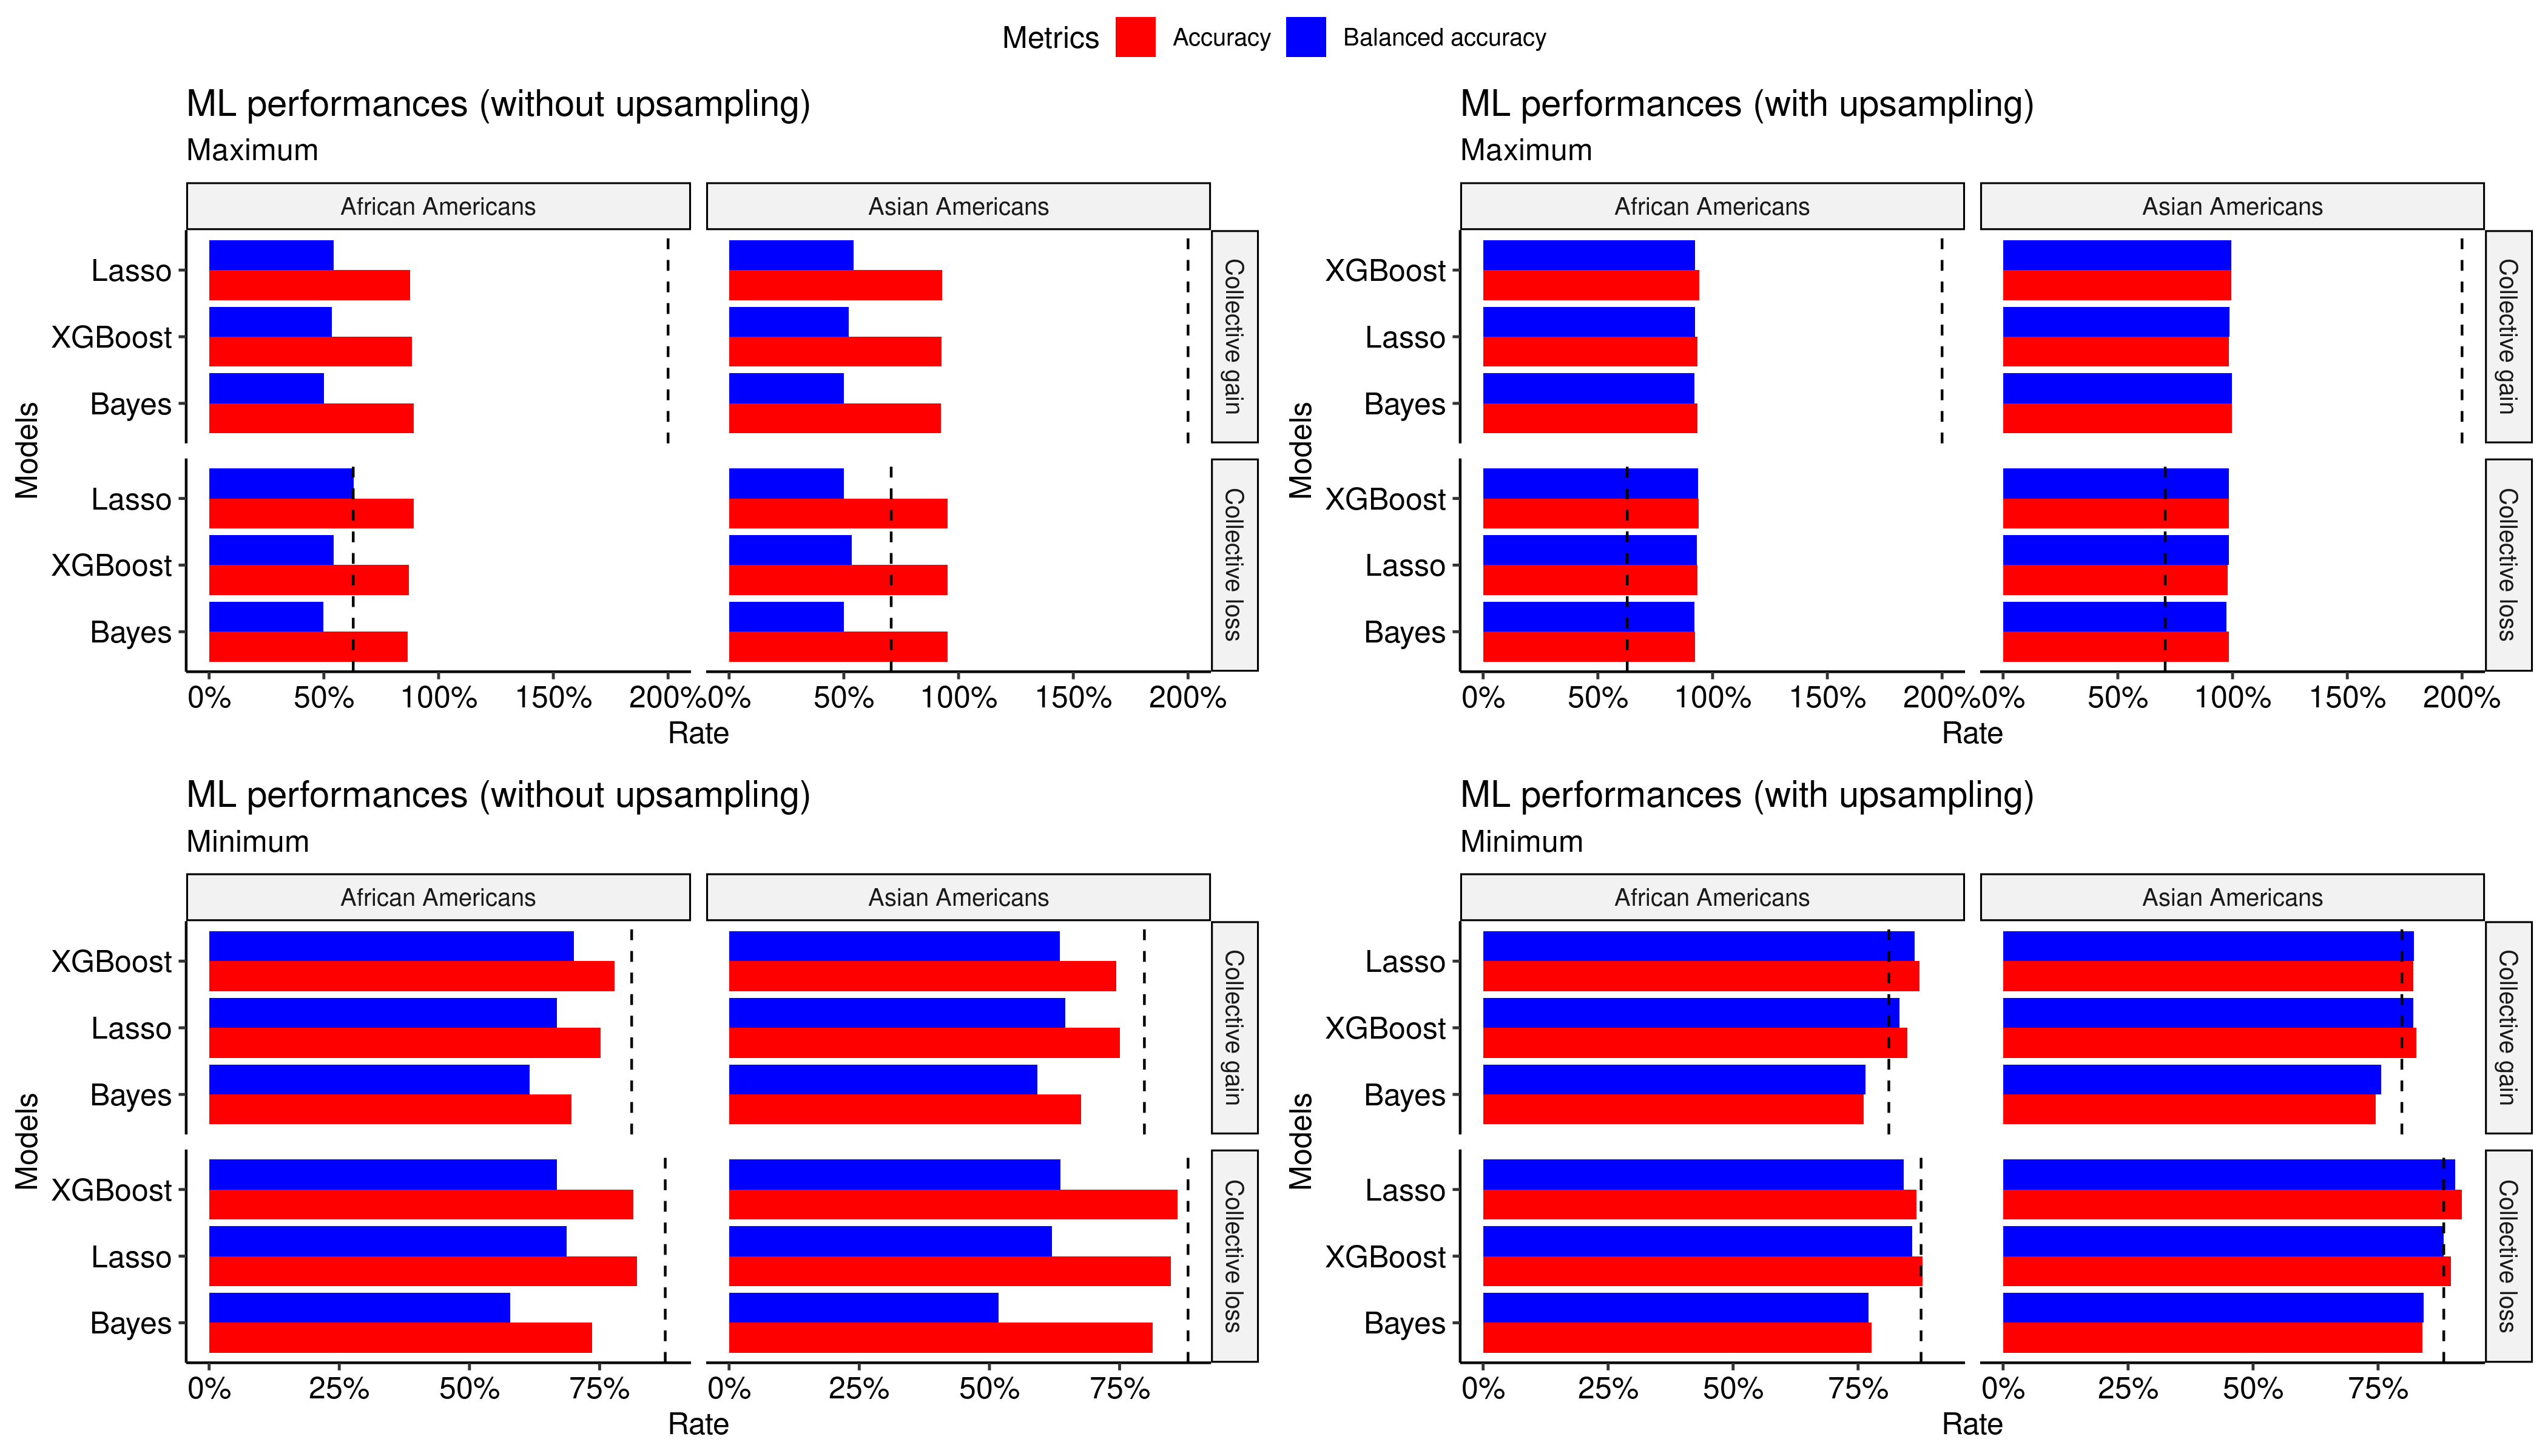 Metrics Accuracy Balanced accuracy
ML performances (without upsampling)
Maximum
African Americans Asian Americans
Lasso
XGBoost
Bayes
Collective gain
Lasso
XGBoost
Bayes
Collective loss
Models
0% 50% 100% 150% 200% 0% 50% 100% 150% 200%
Rate
ML performances (with upsampling)
Maximum
African Americans Asian Americans
XGBoost
Lasso
Bayes
Collective gain
XGBoost
Lasso
Bayes
Collective loss
Models
0% 50% 100% 150% 200% 0% 50% 100% 150% 200%
Rate
ML performances (without upsampling)
Minimum
African Americans Asian Americans
XGBoost
Lasso
Bayes
Collective gain
XGBoost
Lasso
Bayes
Collective loss
Models
0% 25% 50% 75% 0% 25% 50% 75%
Rate
ML performances (with upsampling)
Minimum
African Americans Asian Americans
Lasso
XGBoost
Bayes
Collective gain
Lasso
XGBoost
Bayes
Collective loss
Models
0% 25% 50% 75% 0% 25% 50% 75%
Rate